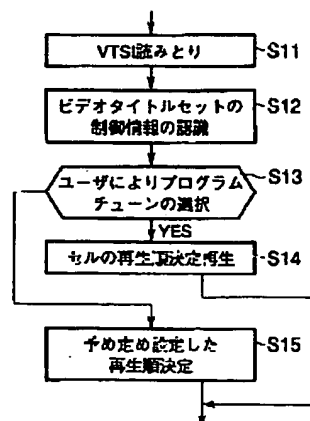 VTSI読みとり
S11
ビデオタイトルセットの
制御情報の認識
S12
ユーザによりプログラム
チューンの選択
S13
YES
セルの再生順決定再生
S14
予め定め設定した
再生順決定
S15